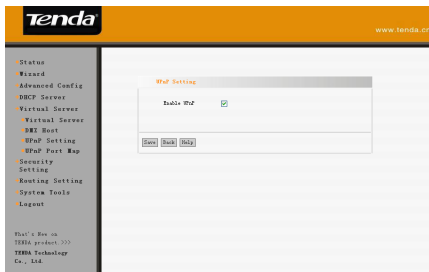 Tenda
www.tenda.cn
Status
Wizard
Advanced Config
DHCP Server
Virtual Server
Virtual Server
DMZ Host
UPnP Setting
UPnP Port Map
Security
Setting
Routing Setting
System Tools
Logout
What's New on
TENDA product >>>
TENDA Technology
Co., Ltd.
UPnP Setting
Enable UPnP
Save Back Help